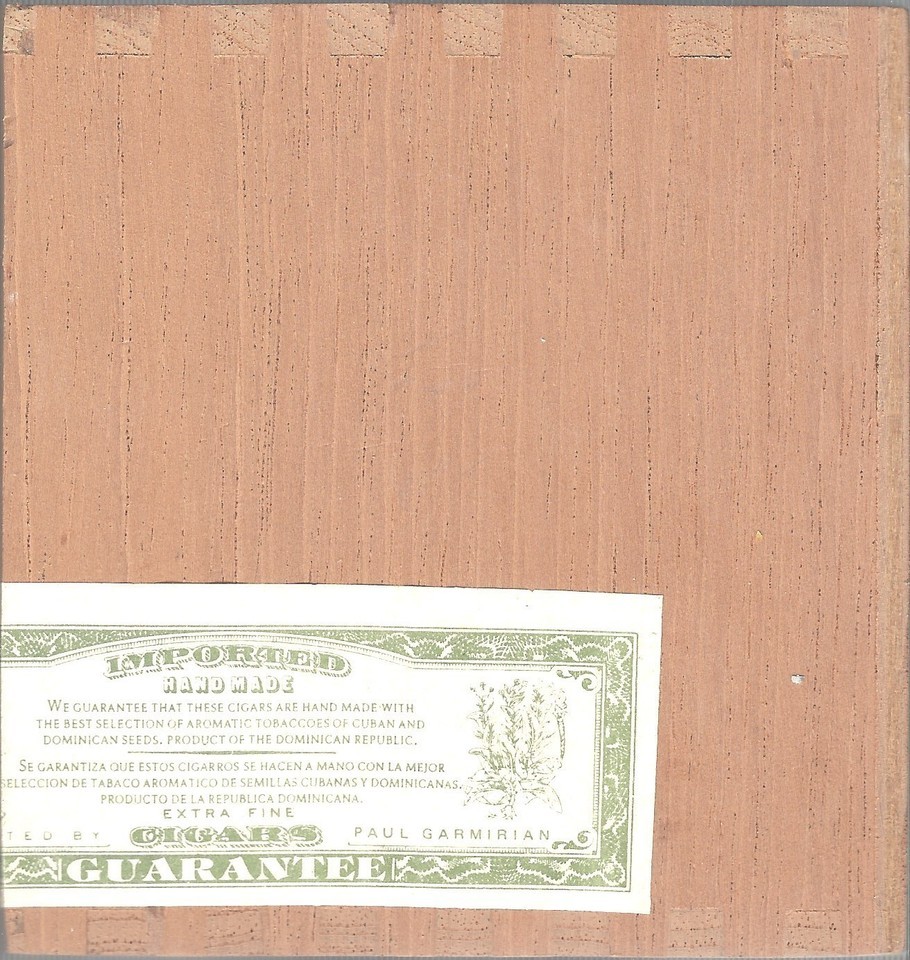 IMPORTED
HAND MADE
WE GUARANTEE THAT THESE CIGARS ARE HAND MADE WITH
THE BEST SELECTION OF AROMATIC TOBACCOES OF CUBAN AND
DOMINICAN SEEDS. PRODUCT OF THE DOMINICAN REPUBLIC.
SE GARANTIZA QUE ESTOS CIGARROS SE HACEN A MANO CON LA MEJOR
SELECCION DE TABACO AROMATICO DE SEMILLAS CUBANAS Y DOMINICANAS.
PRODUCTO DE LA REPUBLICA DOMINICANA.
EXTRA FINE
TED BY CIGARS PAUL GARMIRIAN
GUARANTEE